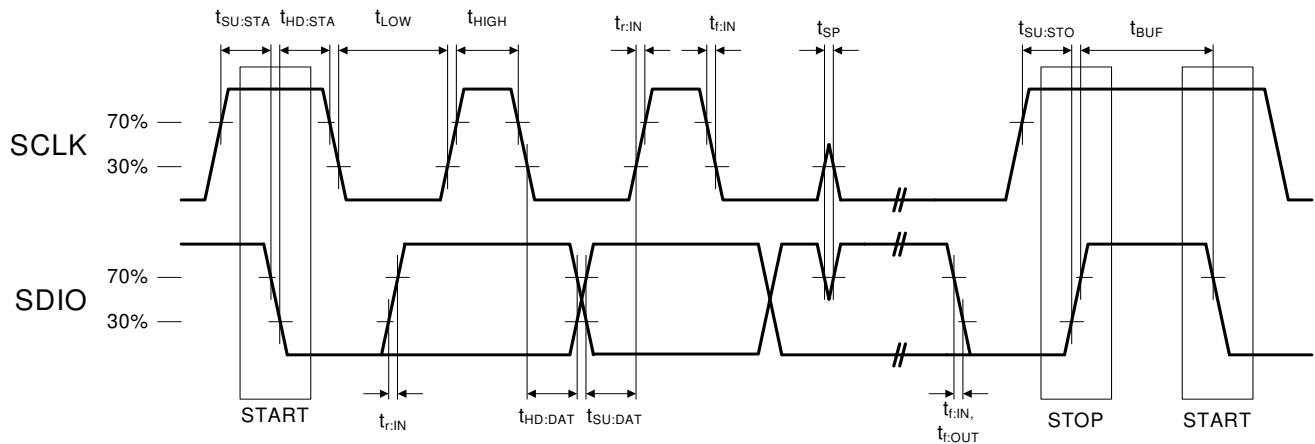 tSU:STA tHD:STA tLOW tHIGH tr:IN tf:IN tSP tSU:STO tBUF
SCLK
70%
30%
SDIO
70%
30%
START
tr:IN
tHD:DAT
tSU:DAT
tf:IN,
tf:OUT
STOP
START